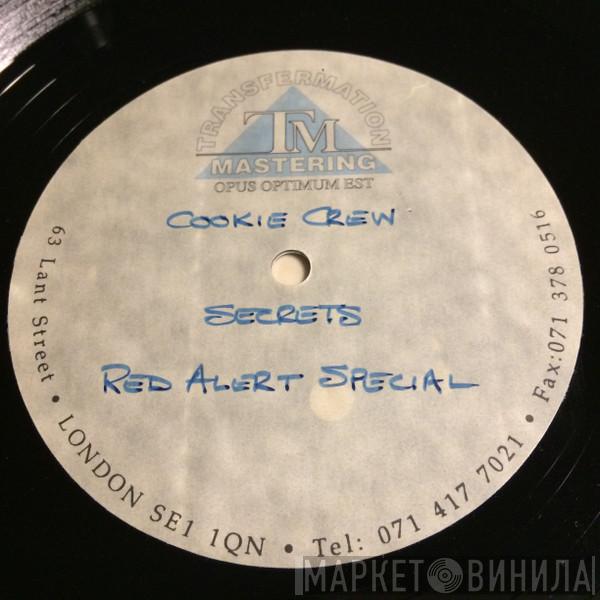 TRANSFERMATION
TM
MASTERING
OPUS OPTIMUM EST
COOKIE CREW
SECRETS
RED ALERT SPECIAL
63 Lant Street • LONDON SE1 1QN • Tel: 071 417 7021 • Fax:071 378 0516
МАРКЕТ ВИНИЛА